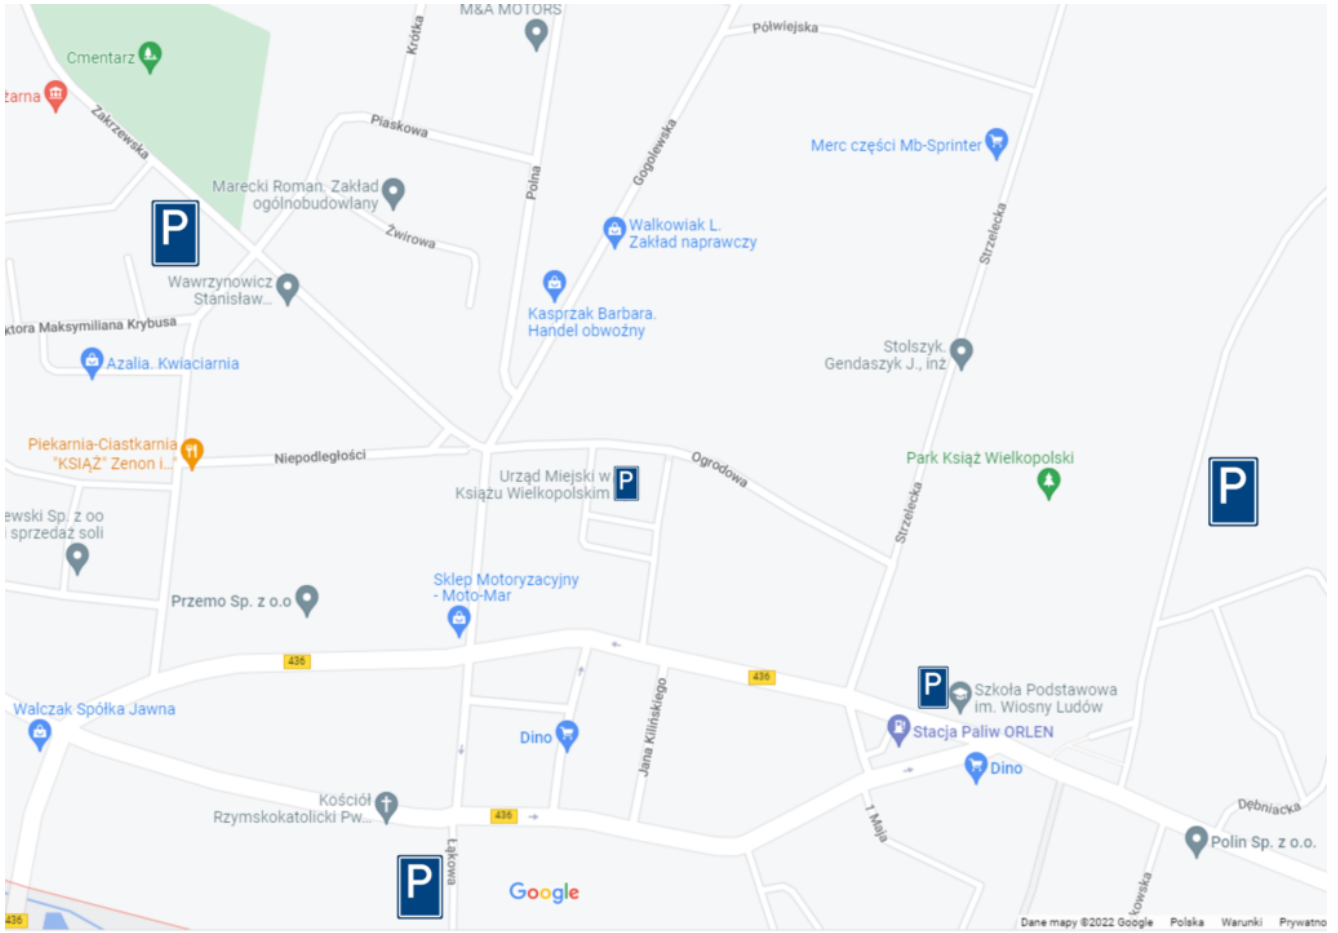 M&A MOTORS
Półwiejska
Krótka
Cmentarz
żarna
Zakrzewska
Piaskowa
Gogolewska
Merc części Mb-Sprinter
Polna
Marecki Roman. Zakład
ogólnobudowlany
P
Żwirowa
Walkowiak L.
Zakład naprawczy
Strzelecka
Wawrzynowicz
Stanisław...
Kasprzak Barbara.
Handel obwoźny
ktora Maksymiliana Krybusa
Azalia. Kwiaciarnia
Stolszyk.
Gendaszyk J., inż
Piekarnia-Ciastkarnia
"KSIĄŻ" Zenon i..."
Niepodległości
Ogrodowa
Park Książ Wielkopolski
Urząd Miejski w
Książu Wielkopolskim
P
P
Strzelecka
ewski Sp. z oo
i sprzedaż soli
Sklep Motoryzacyjny
- Moto-Mar
Przemo Sp. z o.o
436
436
P
Szkoła Podstawowa
im. Wiosny Ludów
Walczak Spółka Jawna
Dino
Jana Kilińskiego
Stacja Paliw ORLEN
Dino
Kościół
Rzymskokatolicki Pw...
436
1 Maja
Dębniacka
Polin Sp. z o.o.
Łąkowa
P
Google
kowska
436
Dane mapy ©2022 Google Polska Warunki Prywatno